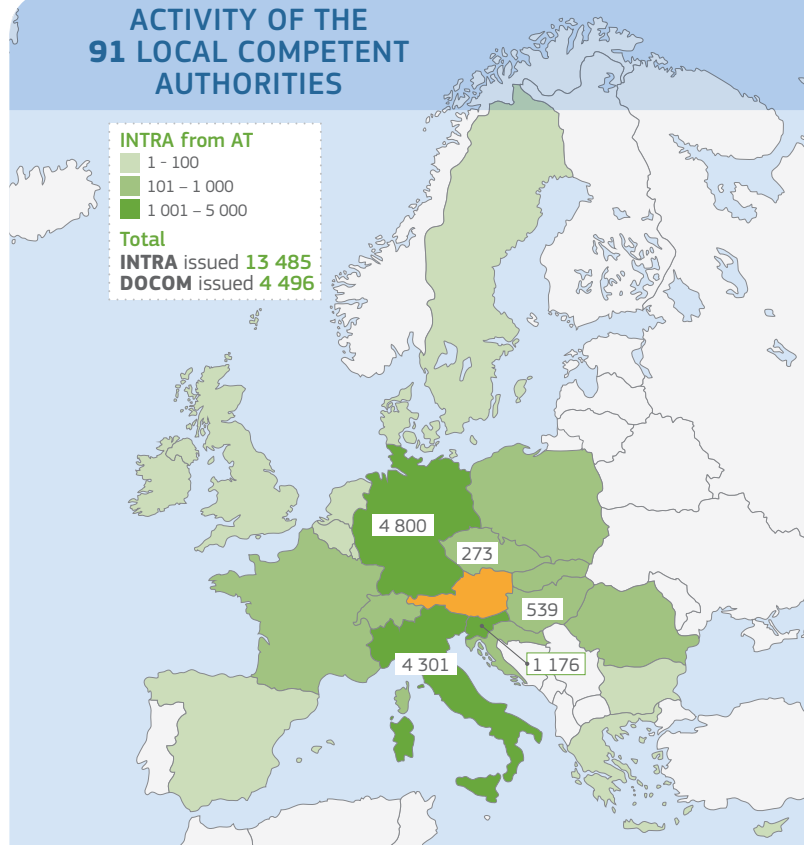 ACTIVITY OF THE
91 LOCAL COMPETENT
AUTHORITIES
INTRA from AT
1 - 100
101 – 1 000
1 001 – 5 000
Total
INTRA issued 13 485
DOCOM issued 4 496
4 800
273
539
4 301
1 176